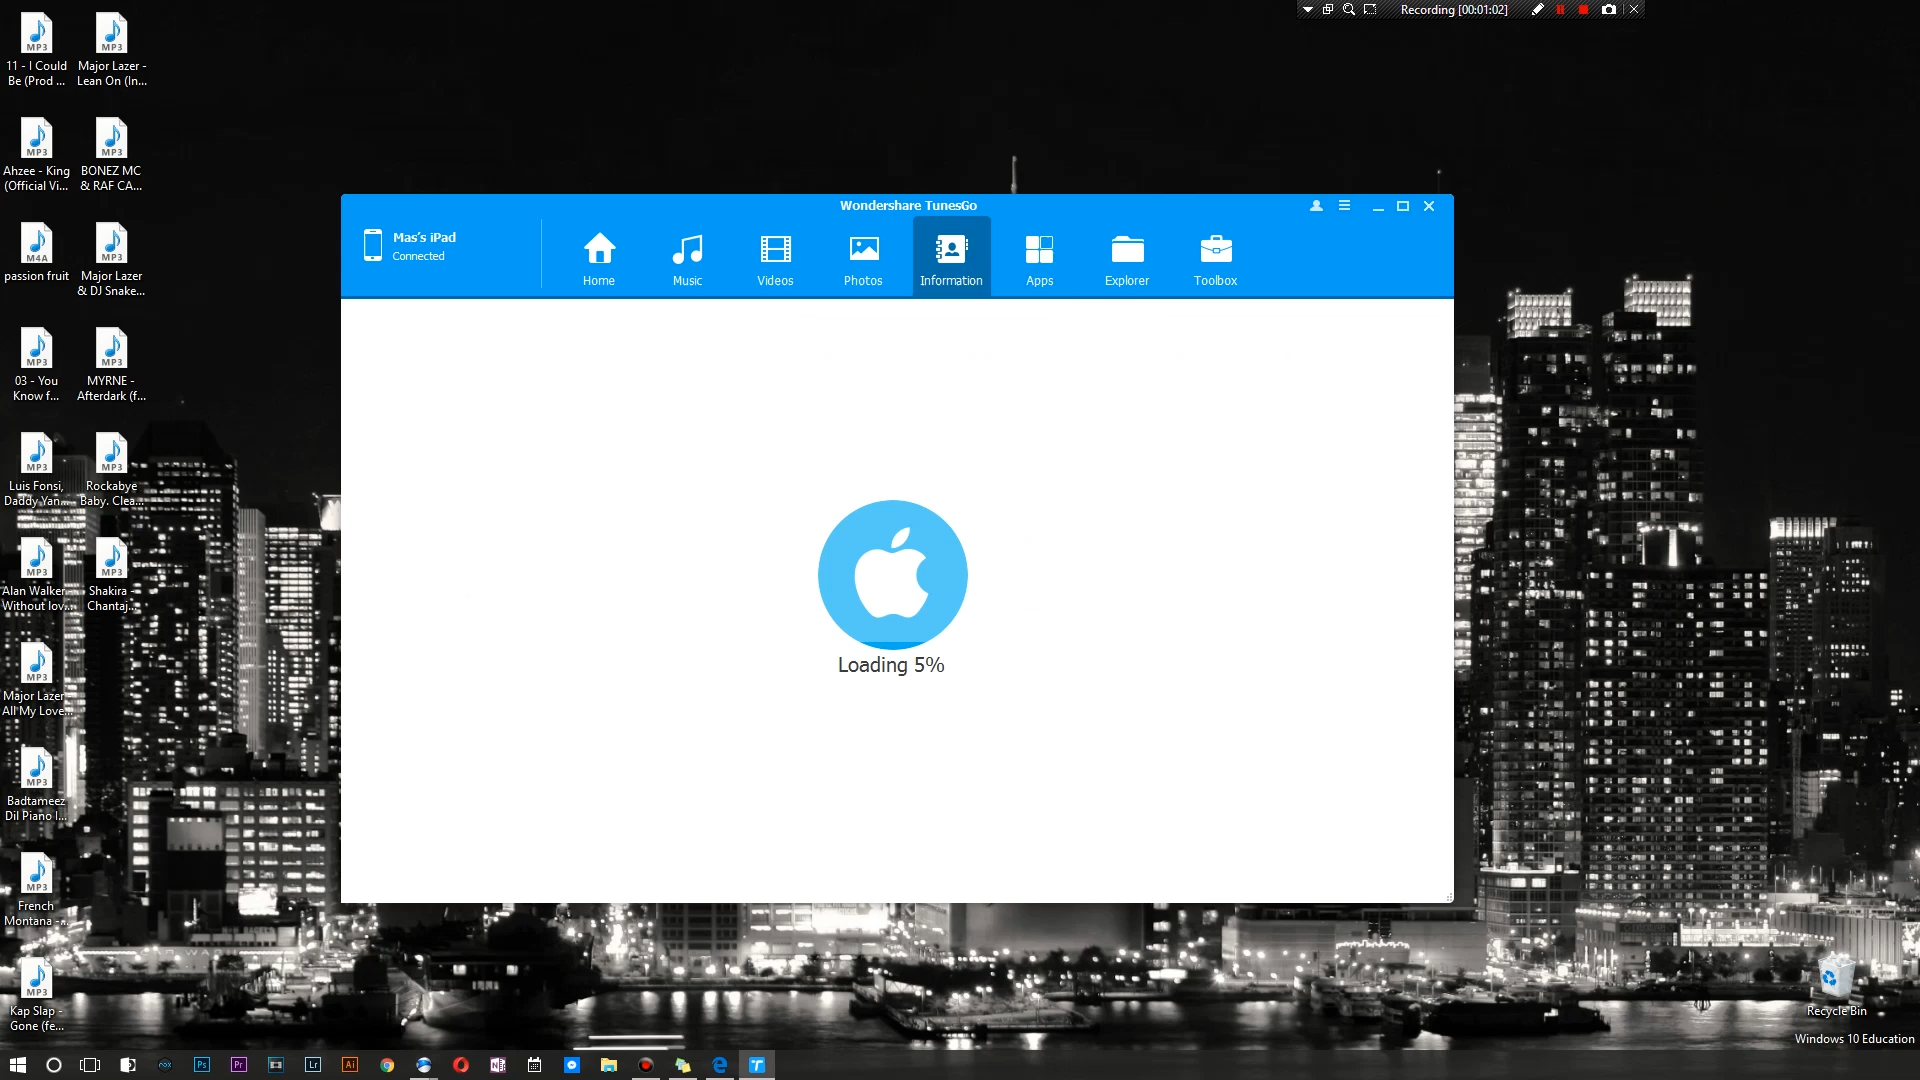 Recording [00:01:02]
MP3
11 - I Could
Be (Prod ...
MP3
Major Lazer -
Lean On (In...
MP3
Ahzee - King
(Official Vi...
MP3
BONEZ MC
& RAF CA...
M4A
passion fruit
MP3
Major Lazer
& DJ Snake...
MP3
03 - You
Know f...
MP3
MYRNE -
Afterdark (f...
MP3
Luis Fonsi,
Daddy Yan...
MP3
Rockabye
Baby. Clea...
MP3
Alan Walker -
Without lov...
MP3
Shakira -
Chantaj...
MP3
Major Lazer -
All My Love...
MP3
Badtameez
Dil Piano I...
MP3
French
Montana -...
MP3
Kap Slap -
Gone (fe...
Wondershare TunesGo
Mas's iPad
Connected
Home
Music
Videos
Photos
Information
Apps
Explorer
Toolbox
Loading 5%
Recycle Bin
Windows 10 Education
Ps
Pr
Lr
Ai